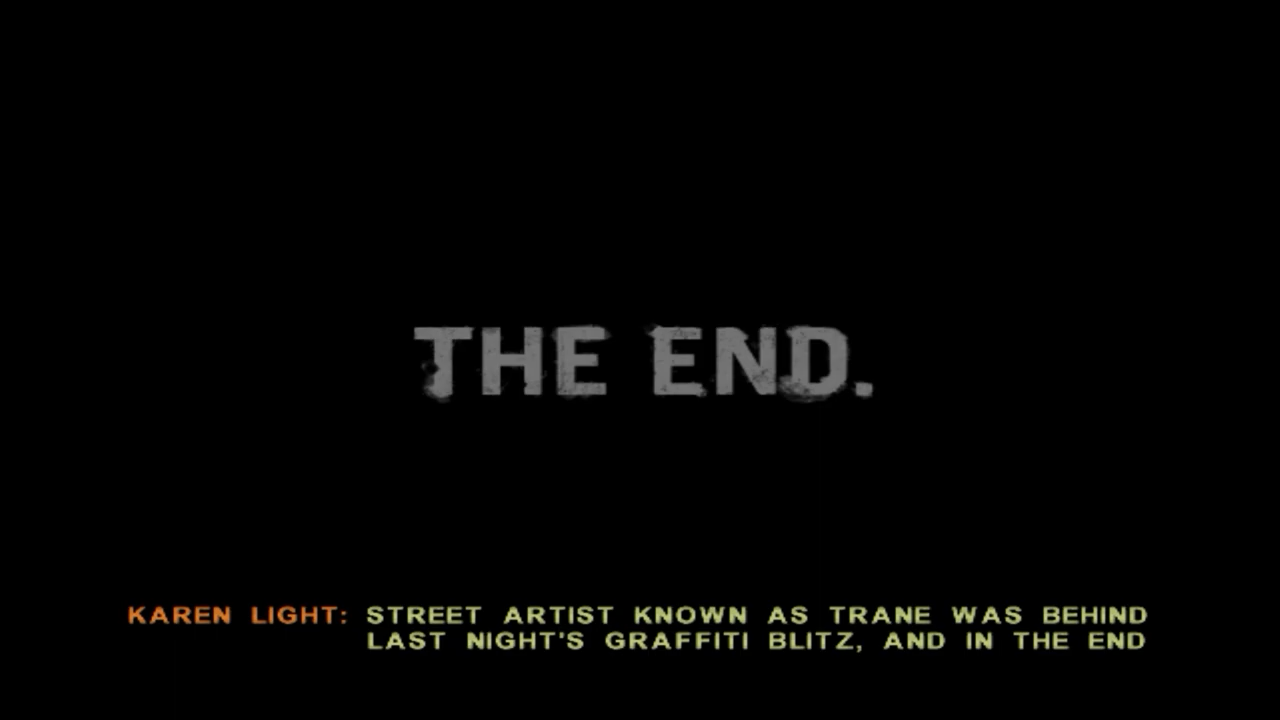 THE END.
KAREN LIGHT: STREET ARTIST KNOWN AS TRANE WAS BEHIND
LAST NIGHT'S GRAFFITI BLITZ, AND IN THE END